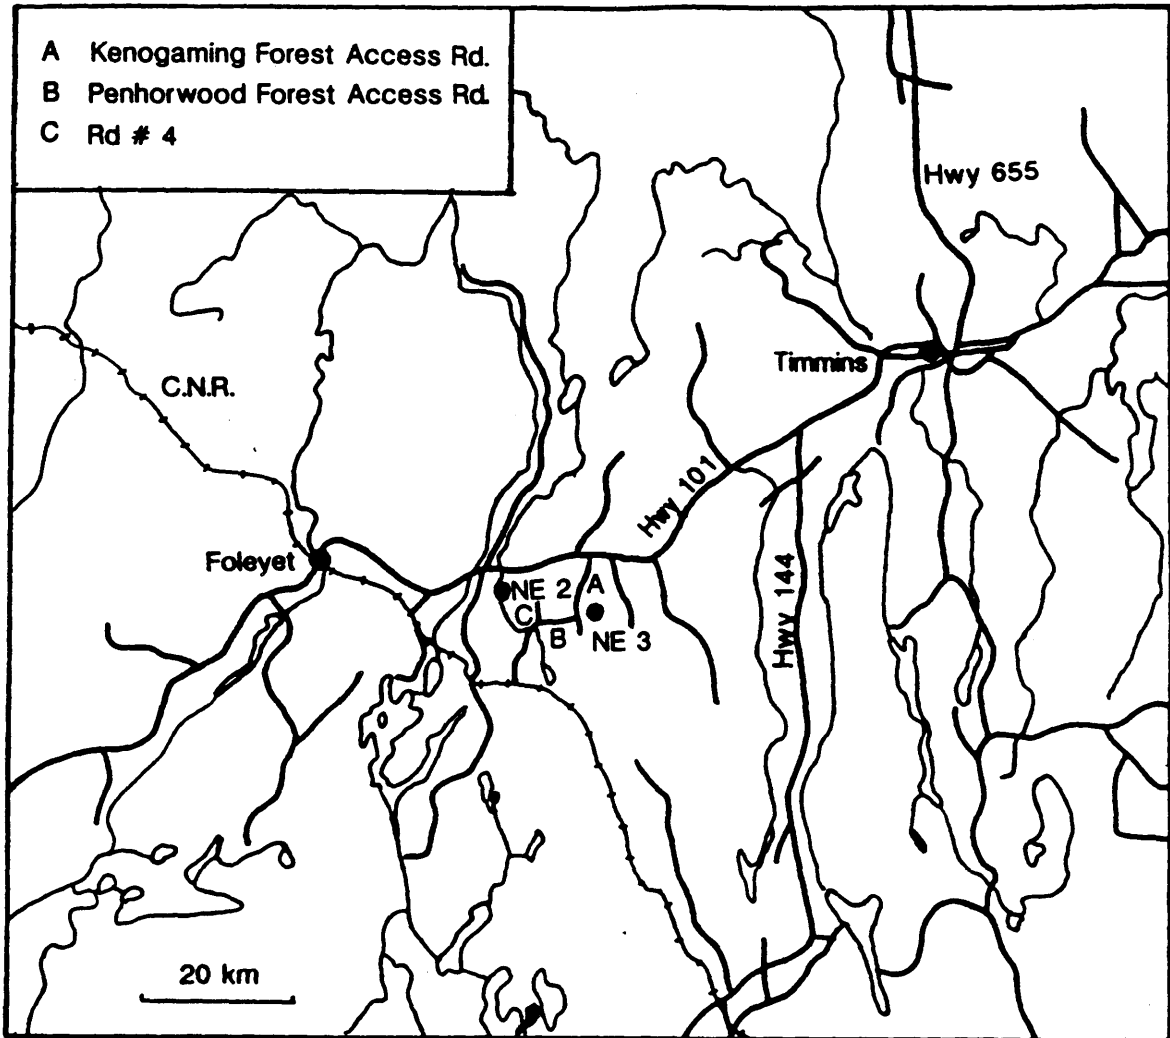 A Kenogaming Forest Access Rd.
B Penhorwood Forest Access Rd.
C Rd # 4
Hwy 655
Timmins
C.N.R.
Hwy 101
Foleyet
NE 2
A
C
B
NE 3
Hwy 144
20 km